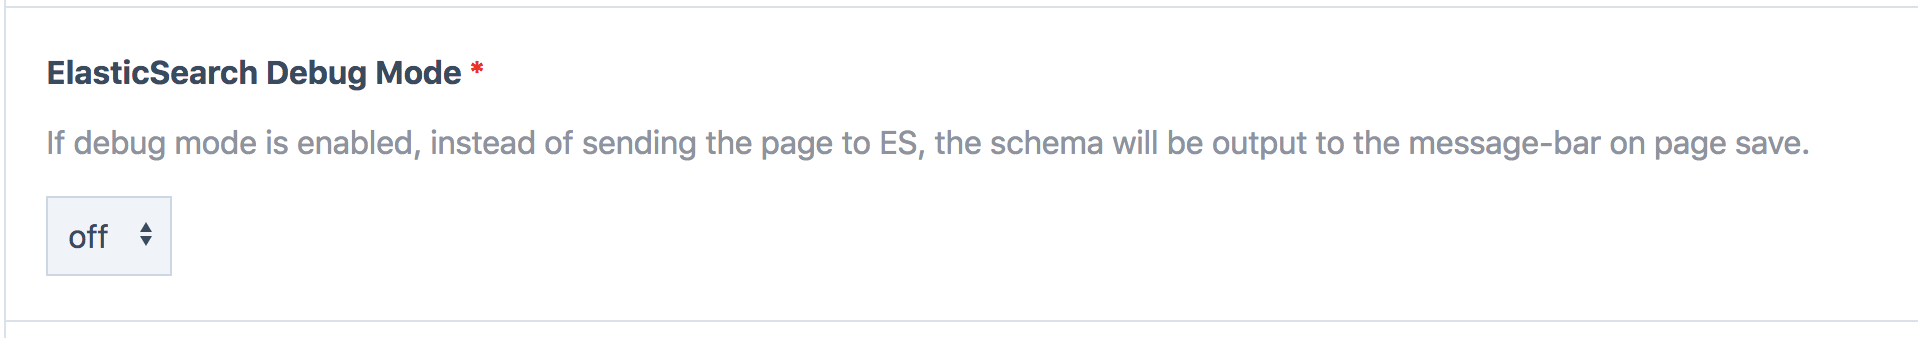 ElasticSearch Debug Mode *
If debug mode is enabled, instead of sending the page to ES, the schema will be output to the message-bar on page save.
off